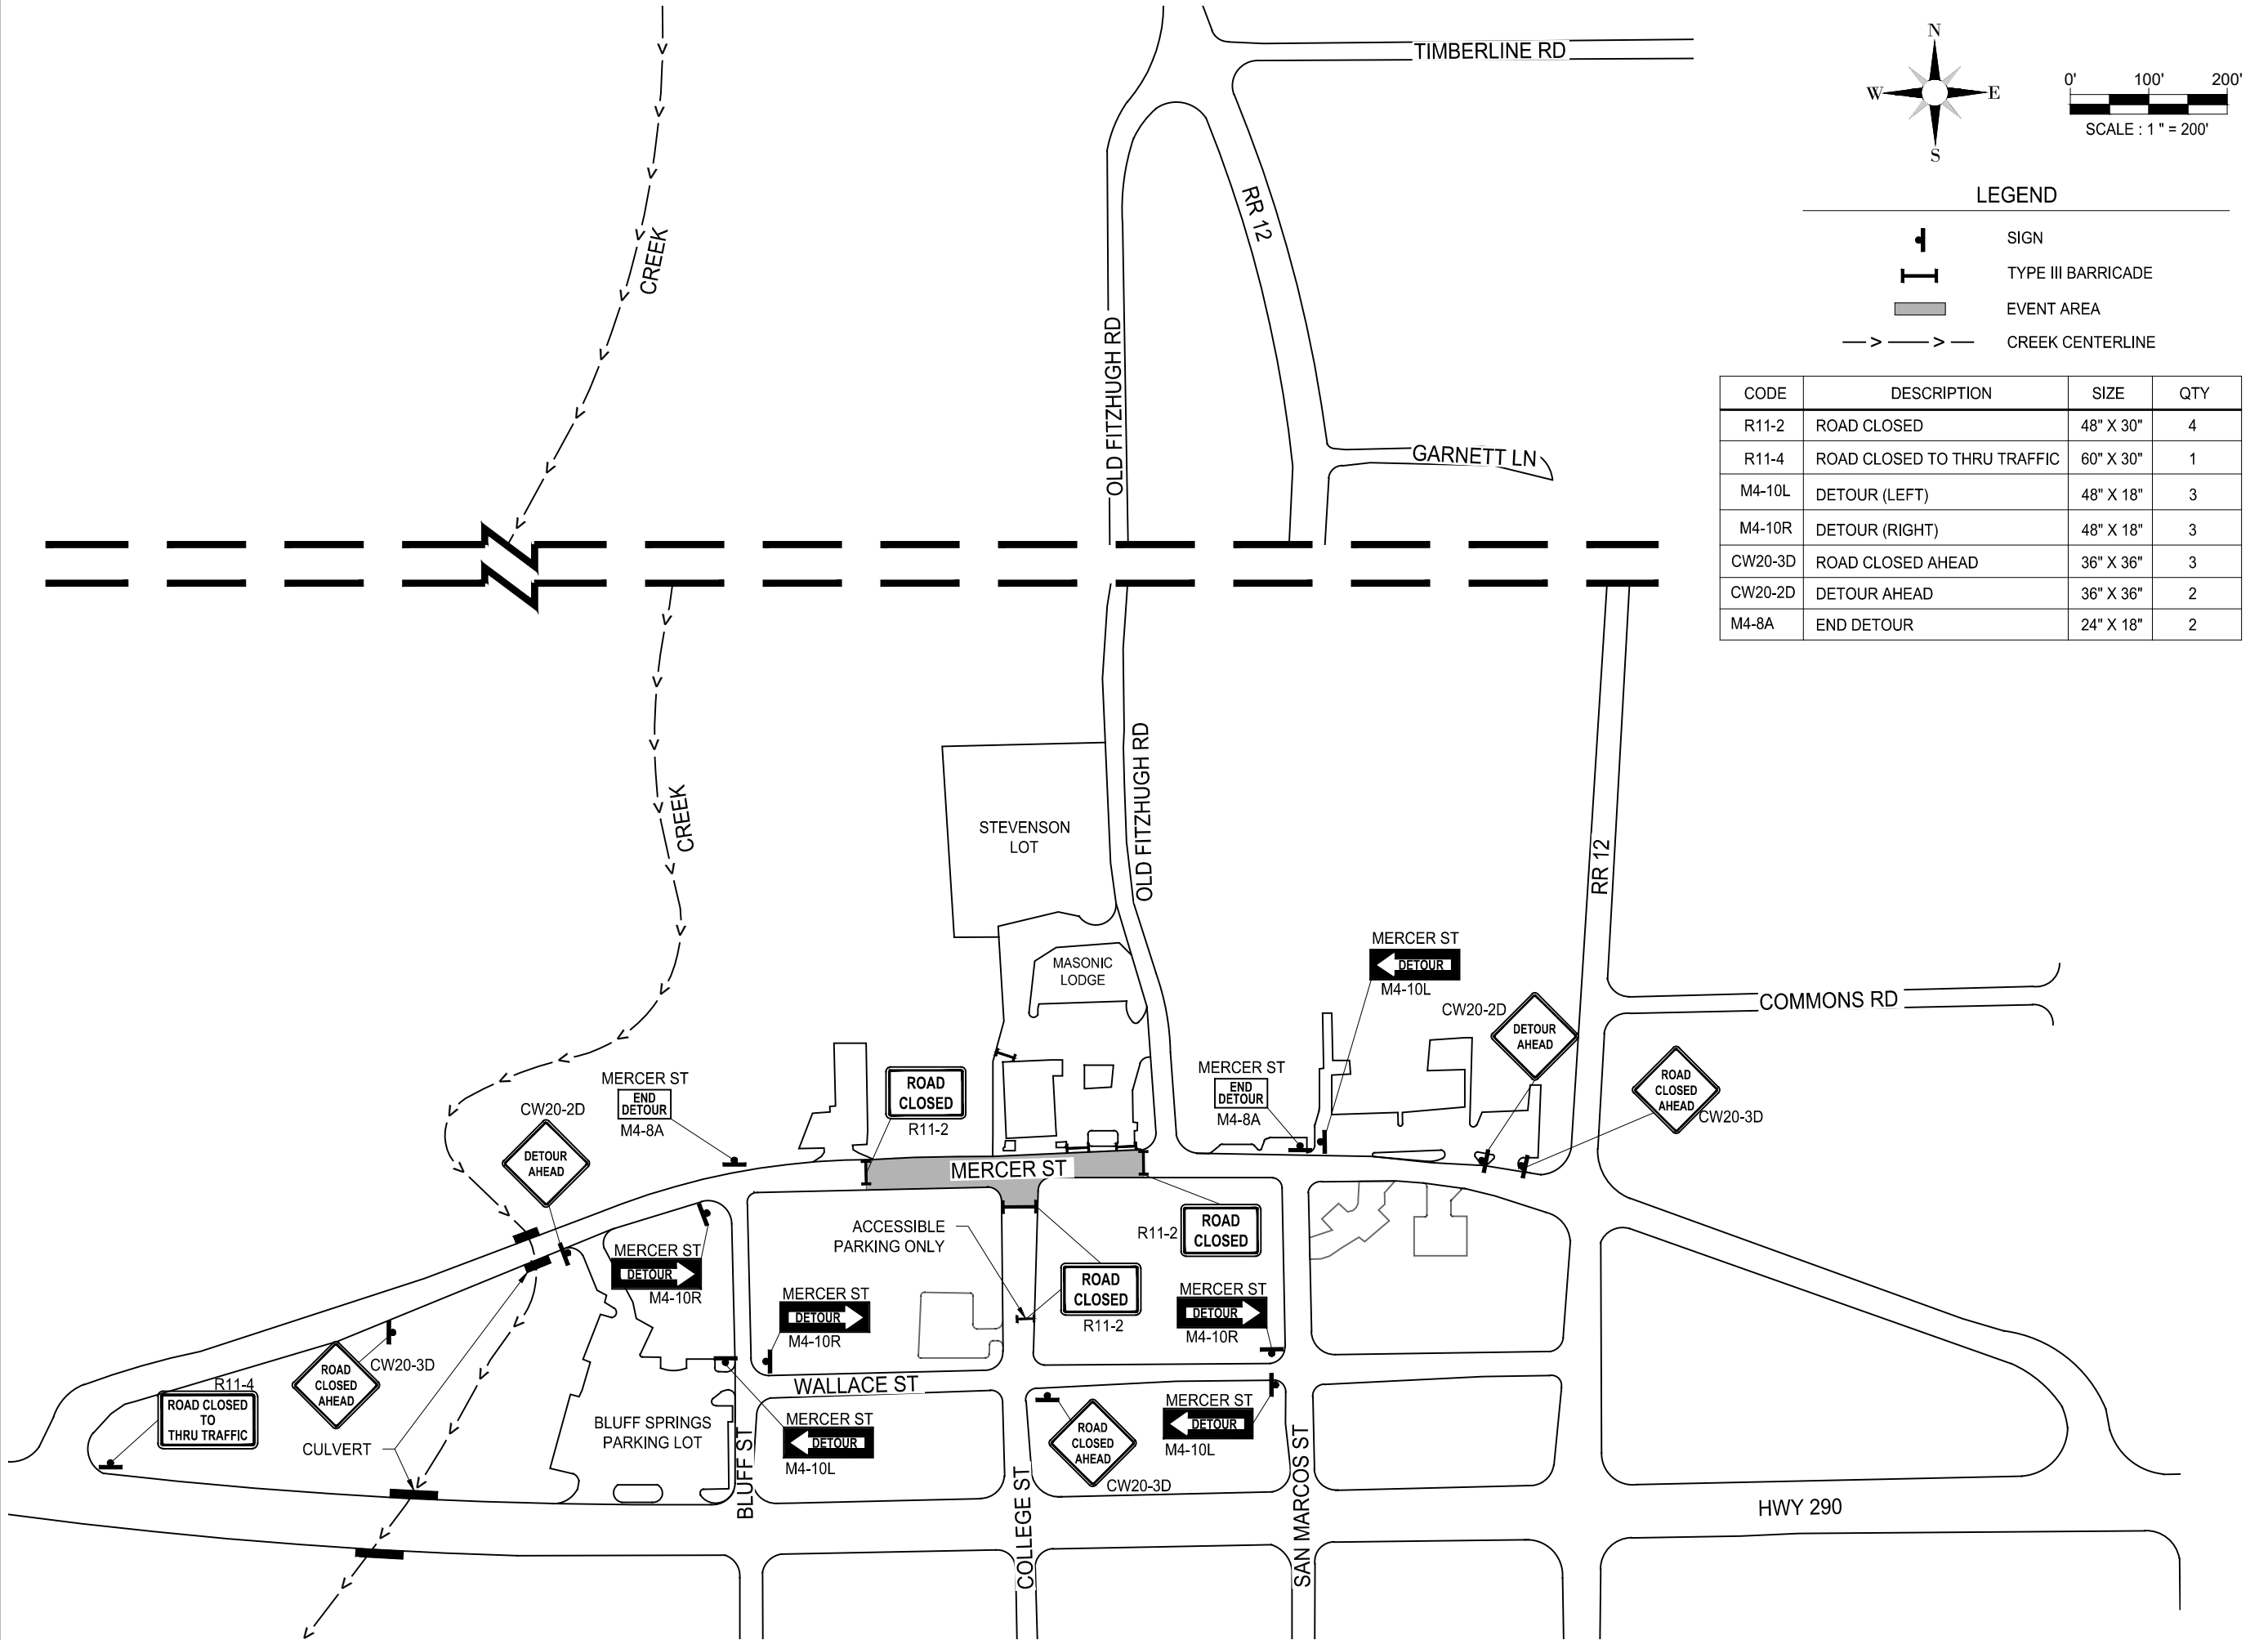 TIMBERLINE RD
N
W
E
S
0' 100' 200'
SCALE : 1 " = 200'
LEGEND
SIGN
TYPE III BARRICADE
EVENT AREA
CREEK CENTERLINE
RR 12
CREEK
OLD FITZHUGH RD
GARNETT LN
CODE DESCRIPTION SIZE QTY
R11-2 ROAD CLOSED 48" X 30" 4
R11-4 ROAD CLOSED TO THRU TRAFFIC 60" X 30" 1
M4-10L DETOUR (LEFT) 48" X 18" 3
M4-10R DETOUR (RIGHT) 48" X 18" 3
CW20-3D ROAD CLOSED AHEAD 36" X 36" 3
CW20-2D DETOUR AHEAD 36" X 36" 2
M4-8A END DETOUR 24" X 18" 2
CREEK
STEVENSON
LOT
OLD FITZHUGH RD
RR 12
MASONIC
LODGE
MERCER ST
DETOUR
M4-10L
CW20-2D
DETOUR
AHEAD
COMMONS RD
ROAD
CLOSED
AHEAD
CW20-3D
MERCER ST
END
DETOUR
M4-8A
CW20-2D
DETOUR
AHEAD
ROAD
CLOSED
R11-2
MERCER ST
END
DETOUR
M4-8A
MERCER ST
ACCESSIBLE
PARKING ONLY
R11-2
ROAD
CLOSED
MERCER ST
DETOUR
M4-10R
MERCER ST
DETOUR
M4-10R
ROAD
CLOSED
R11-2
MERCER ST
DETOUR
M4-10R
ROAD
CLOSED
AHEAD
CW20-3D
R11-4
ROAD CLOSED
TO
THRU TRAFFIC
CULVERT
BLUFF SPRINGS
PARKING LOT
WALLACE ST
MERCER ST
DETOUR
M4-10L
BLUFF ST
ROAD
CLOSED
AHEAD
CW20-3D
MERCER ST
DETOUR
M4-10L
COLLEGE ST
SAN MARCOS ST
HWY 290